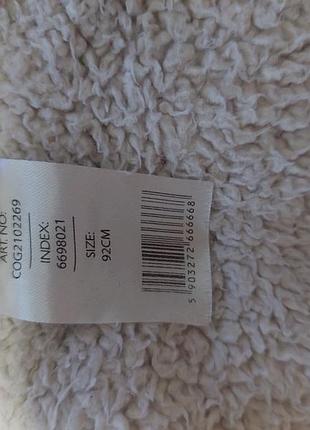 ART. NO:
COG2102269
INDEX:
6698021
SIZE:
92CM
5 903272 666668